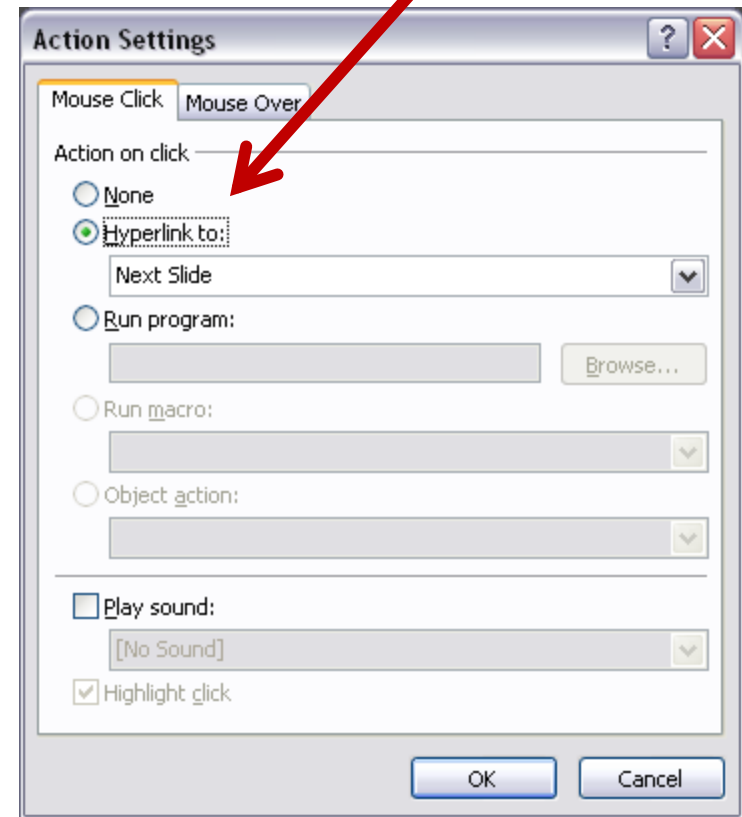 Action Settings
Mouse Click Mouse Over
Action on click
None
Hyperlink to:
Next Slide
Run program:
Browse...
Run macro:
Object action:
Play sound:
[No Sound]
Highlight click
OK Cancel